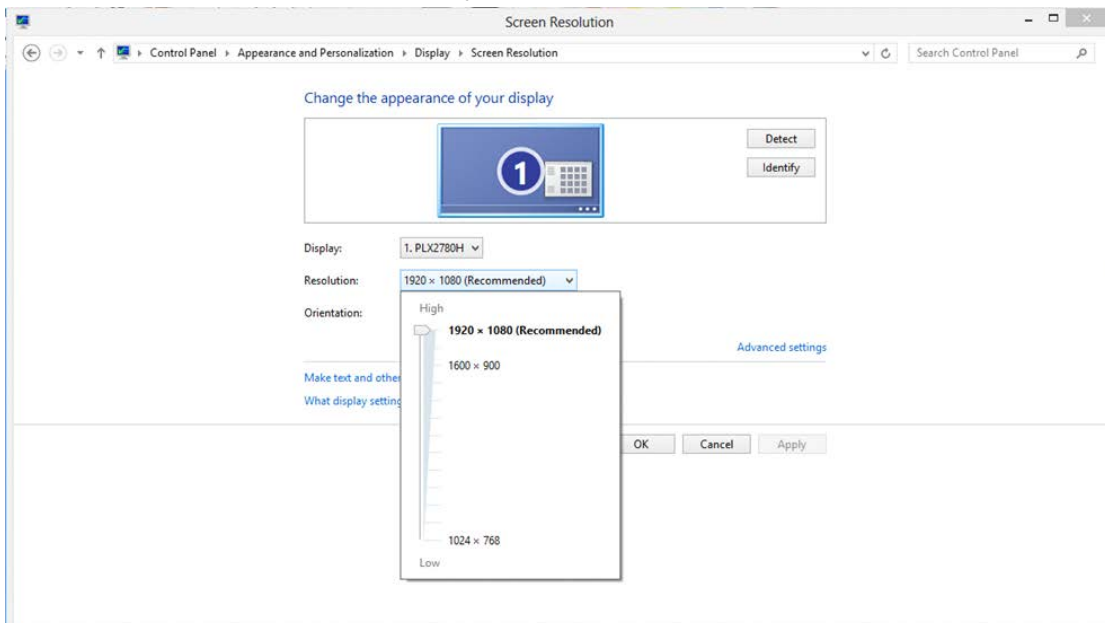 Screen Resolution
Control Panel Appearance and Personalization Display Screen Resolution
Search Control Panel
Change the appearance of your display
1
Detect
Identify
Display: 1. PLX2780H
Resolution: 1920 × 1080 (Recommended)
Orientation:
High
1920 × 1080 (Recommended)
1600 × 900
1024 × 768
Low
Advanced settings
Make text and other
What display setting
OK Cancel Apply